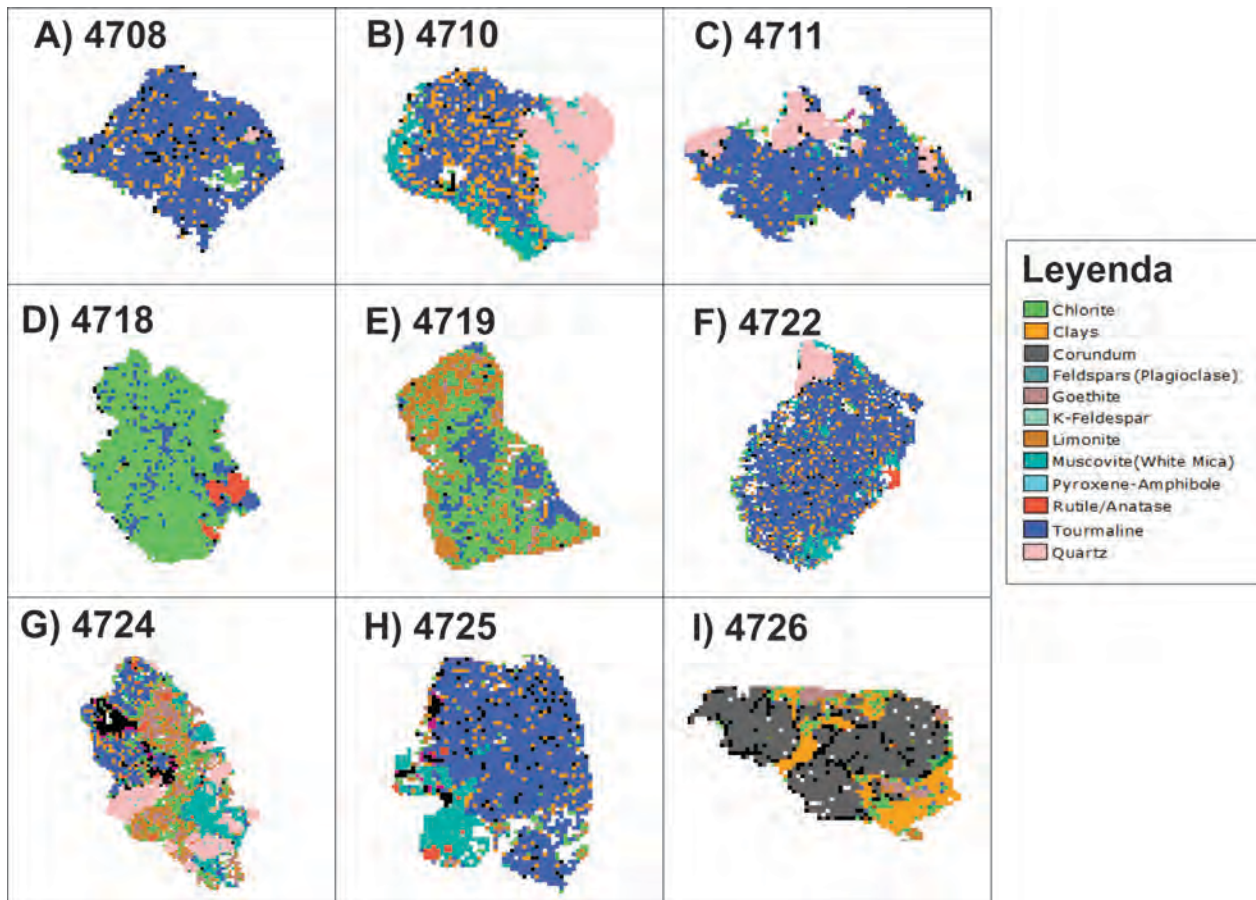 A) 4708
B) 4710
C) 4711
D) 4718
E) 4719
F) 4722
G) 4724
H) 4725
I) 4726
Leyenda
Chlorite
Clays
Corundum
Feldspars (Plagioclase)
Goethite
K-Feldespar
Limonite
Muscovite(White Mica)
Pyroxene-Amphibole
Rutile/Anatase
Tourmaline
Quartz